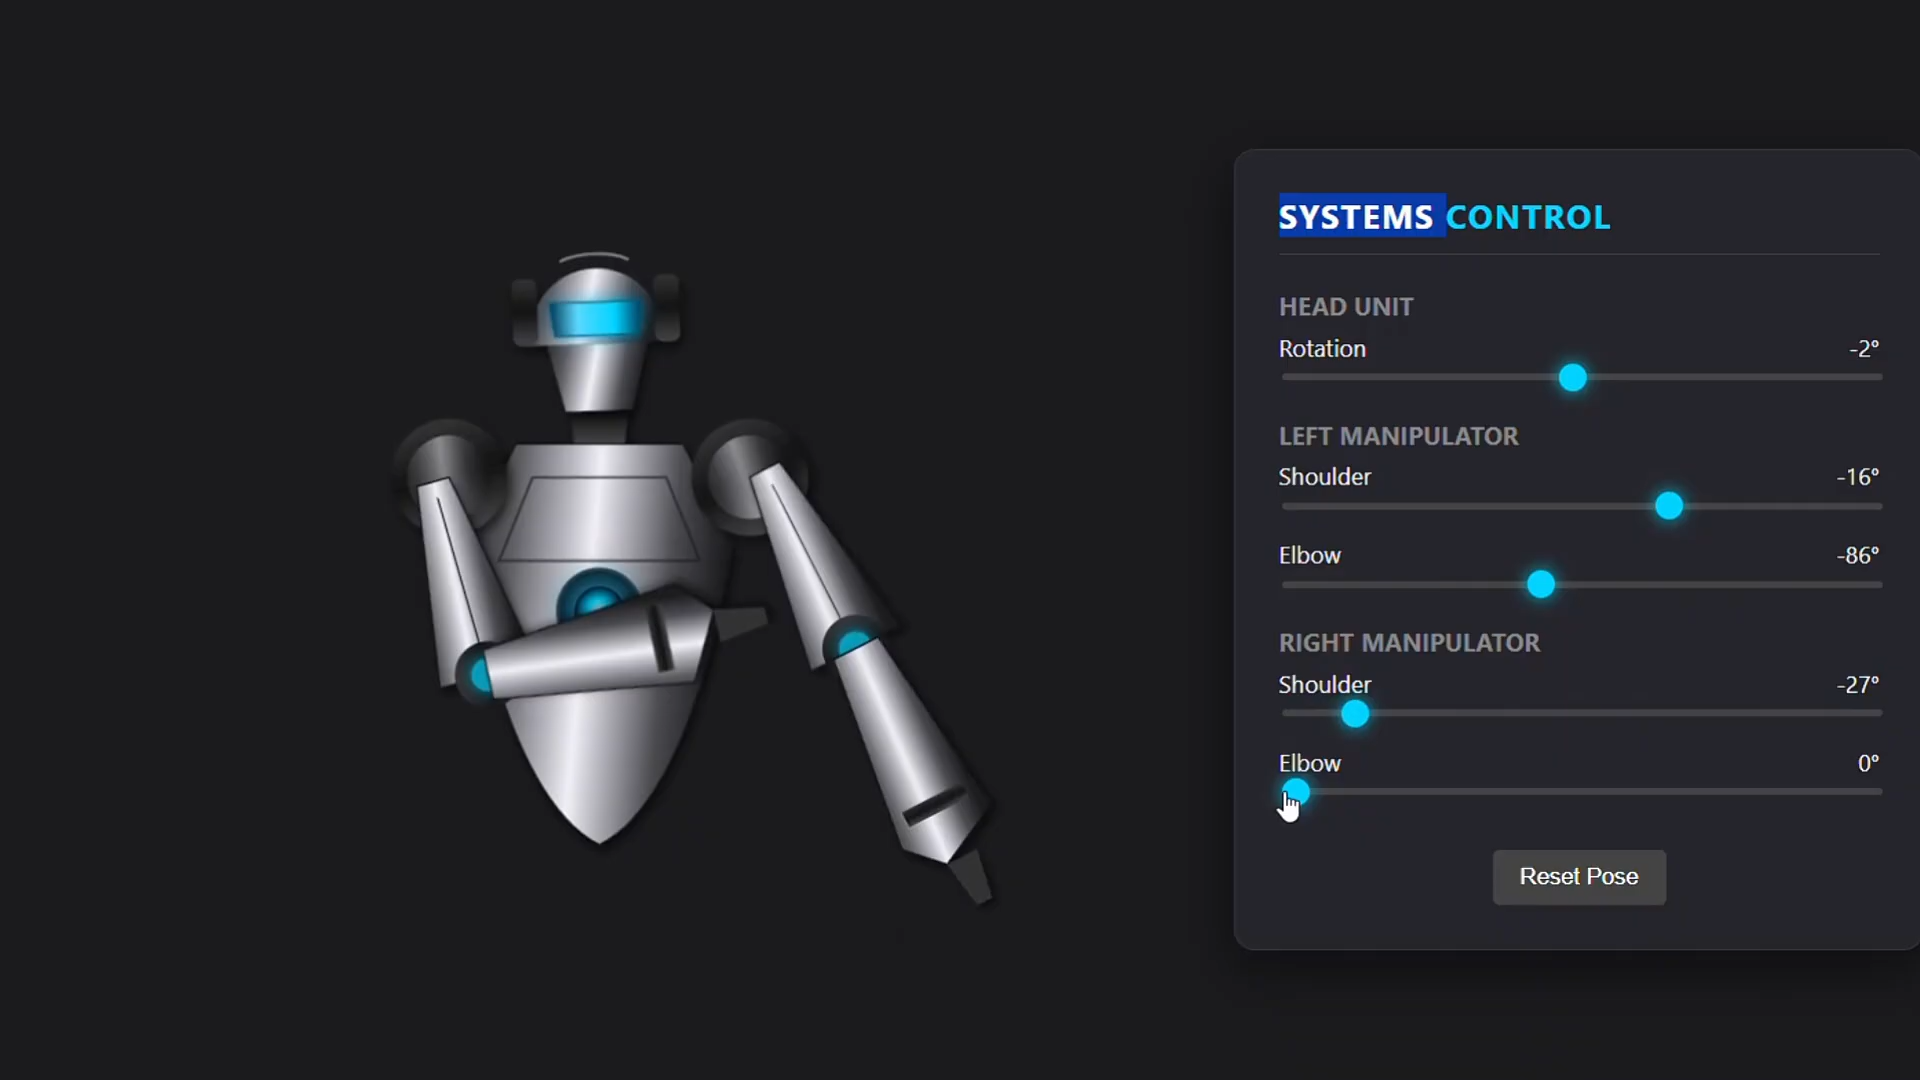 SYSTEMS CONTROL
HEAD UNIT
Rotation -2°
LEFT MANIPULATOR
Shoulder -16°
Elbow -86°
RIGHT MANIPULATOR
Shoulder -27°
Elbow 0°
Reset Pose